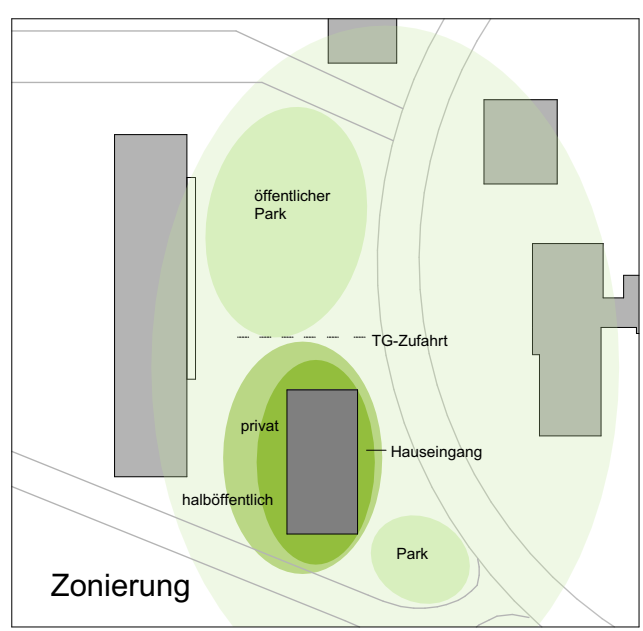 öffentlicher
Park
TG-Zufahrt
privat
Hauseingang
halböffentlich
Park
Zonierung